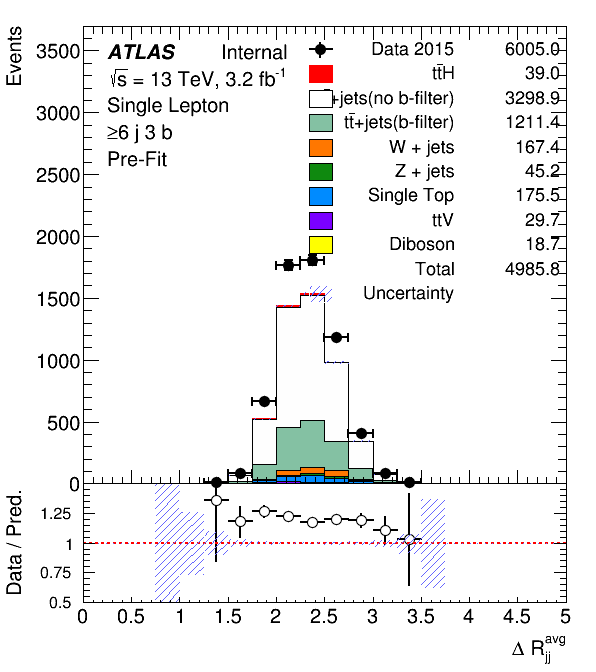 Events
3500
3000
2500
2000
1500
1000
500
0
ATLAS Internal
√s = 13 TeV, 3.2 fb⁻¹
Single Lepton
≥6 j 3 b
Pre-Fit
Data 2015 6005.0
tt̄H 39.0
+jets(no b-filter) 3298.9
tt̄+jets(b-filter) 1211.4
W + jets 167.4
Z + jets 45.2
Single Top 175.5
ttV 29.7
Diboson 18.7
Total 4985.8
Uncertainty
Data / Pred.
1.25
1
0.75
0.5
0 0.5 1 1.5 2 2.5 3 3.5 4 4.5 5
Δ R_jj^avg